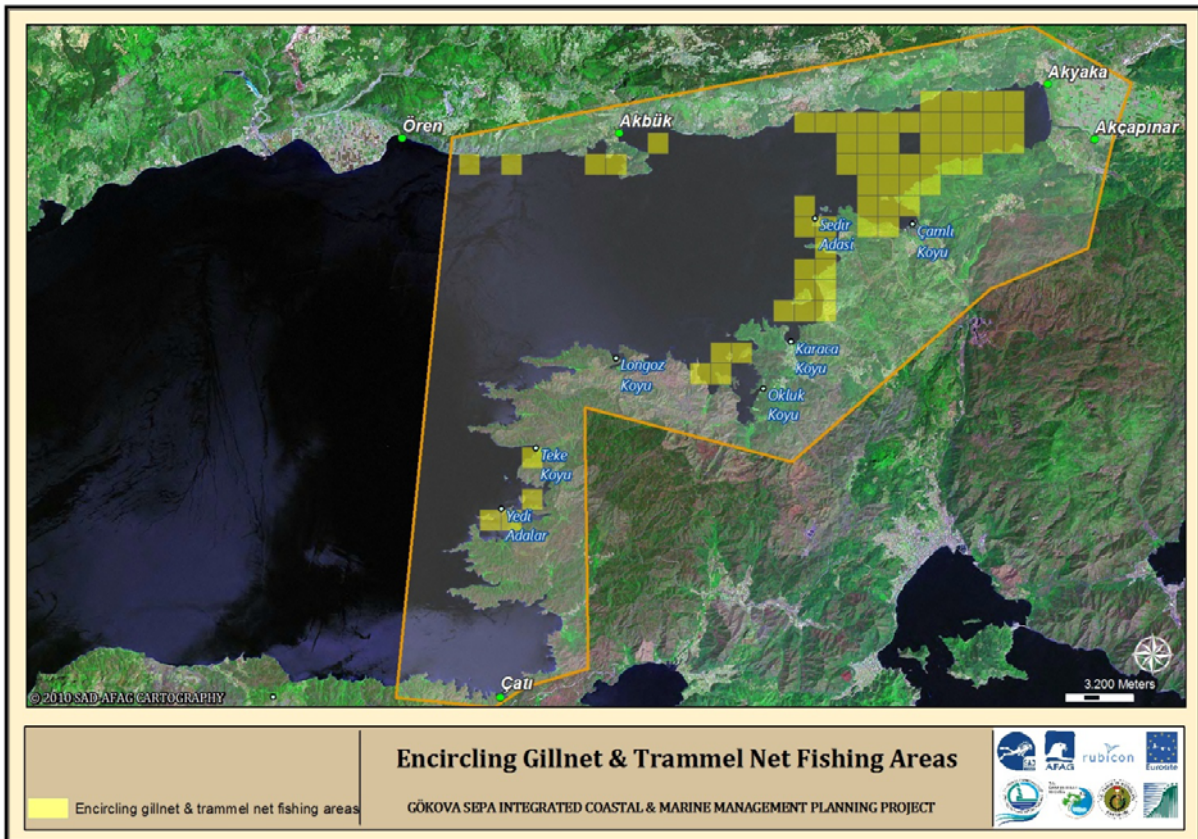 Akyaka
Akbük
Ören
Akçapınar
Sedir
Adası
Çamlı
Koyu
Karaca
Koyu
Longoz
Koyu
Okluk
Koyu
Teke
Koyu
Yedi
Adalar
Çatı
3.200 Meters
© 2010 SAD-AFAG CARTOGRAPHY
Encircling Gillnet & Trammel Net Fishing Areas
Encircling gillnet & trammel net fishing areas
GÖKOVA SEPA INTEGRATED COASTAL & MARINE MANAGEMENT PLANNING PROJECT
AFAG
rubicon
Eurosite